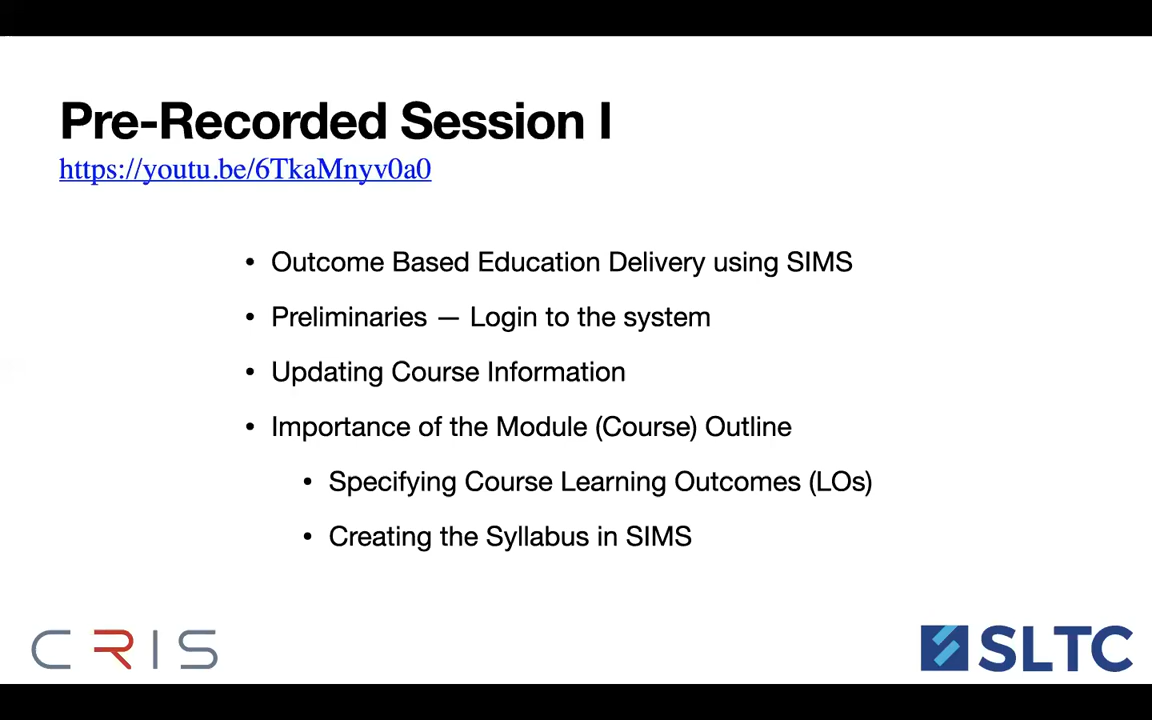 Pre-Recorded Session I
https://youtu.be/6TkaMnyv0a0
• Outcome Based Education Delivery using SIMS
• Preliminaries — Login to the system
• Updating Course Information
• Importance of the Module (Course) Outline
• Specifying Course Learning Outcomes (LOs)
• Creating the Syllabus in SIMS
CRIS
SLTC